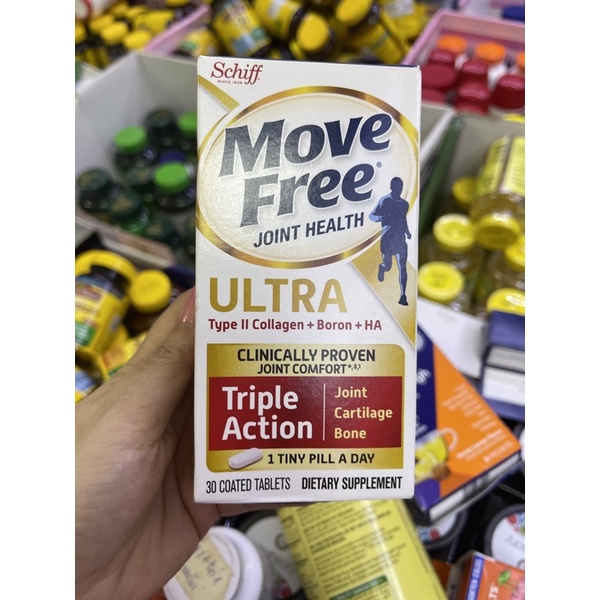 Schiff
SINCE 1936
Move
Free®
JOINT HEALTH
ULTRA
Type II Collagen + Boron + HA
CLINICALLY PROVEN
JOINT COMFORT*,‡,1
Triple
Action
Joint
Cartilage
Bone
1 TINY PILL A DAY
30 COATED TABLETS
DIETARY SUPPLEMENT